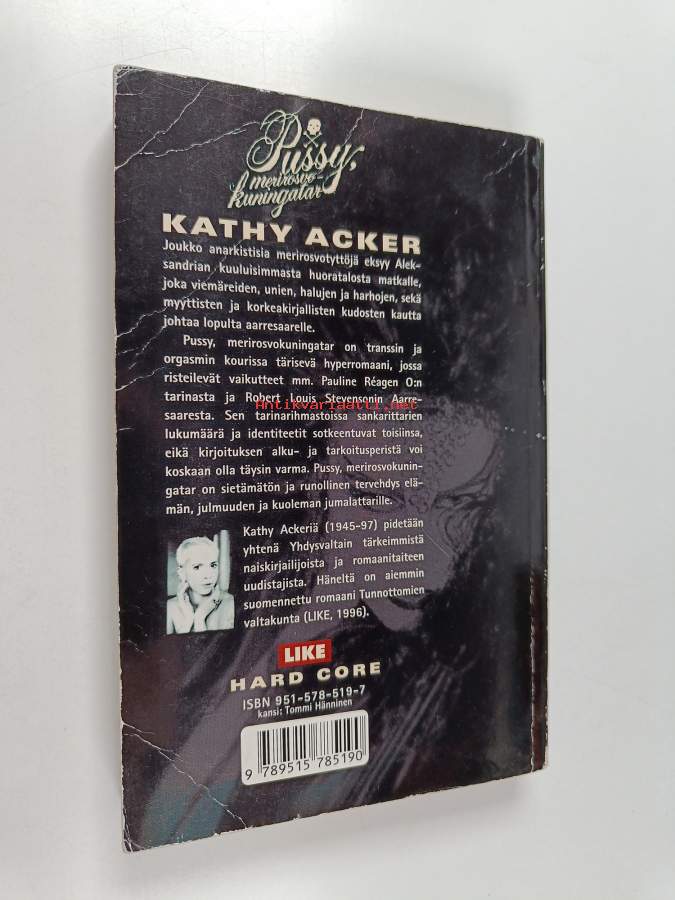 Pussy,
merirosvo-
kuningatar
KATHY ACKER
Joukko anarkistisia merirosvotyttöjä eksyy Alek-
sandrian kuuluisimmasta huoratalosta matkalle,
joka viemäreiden, unien, halujen ja harhojen, sekä
myyttisten ja korkeakirjallisten kudosten kautta
johtaa lopulta aarresaarelle.
Pussy, merirosvokuningatar on transsin ja
orgasmin kourissa tärisevä hyperromaani, jossa
risteilevät vaikutteet mm. Pauline Réagen O:n
tarinasta ja Robert Louis Stevensonin Aarre-
Antikvariaatti.net
saaresta. Sen tarinarihmastoissa sankarittarien
lukumäärä ja identiteetit sotkeentuvat toisiinsa,
eikä kirjoituksen alku- ja tarkoitusperistä voi
koskaan olla täysin varma. Pussy, merirosvokunin-
gatar on sietämätön ja runollinen tervehdys elä-
män, julmuuden ja kuoleman jumalattarille.
Kathy Ackeriä (1945-97) pidetään
yhtenä Yhdysvaltain tärkeimmistä
naiskirjailijoista ja romaanitaiteen
uudistajista. Häneltä on aiemmin
suomennettu romaani Tunnottomien
valtakunta (LIKE, 1996).
LIKE
HARD CORE
ISBN 951-578-519-7
kansi: Tommi Hänninen
9 789515 785190